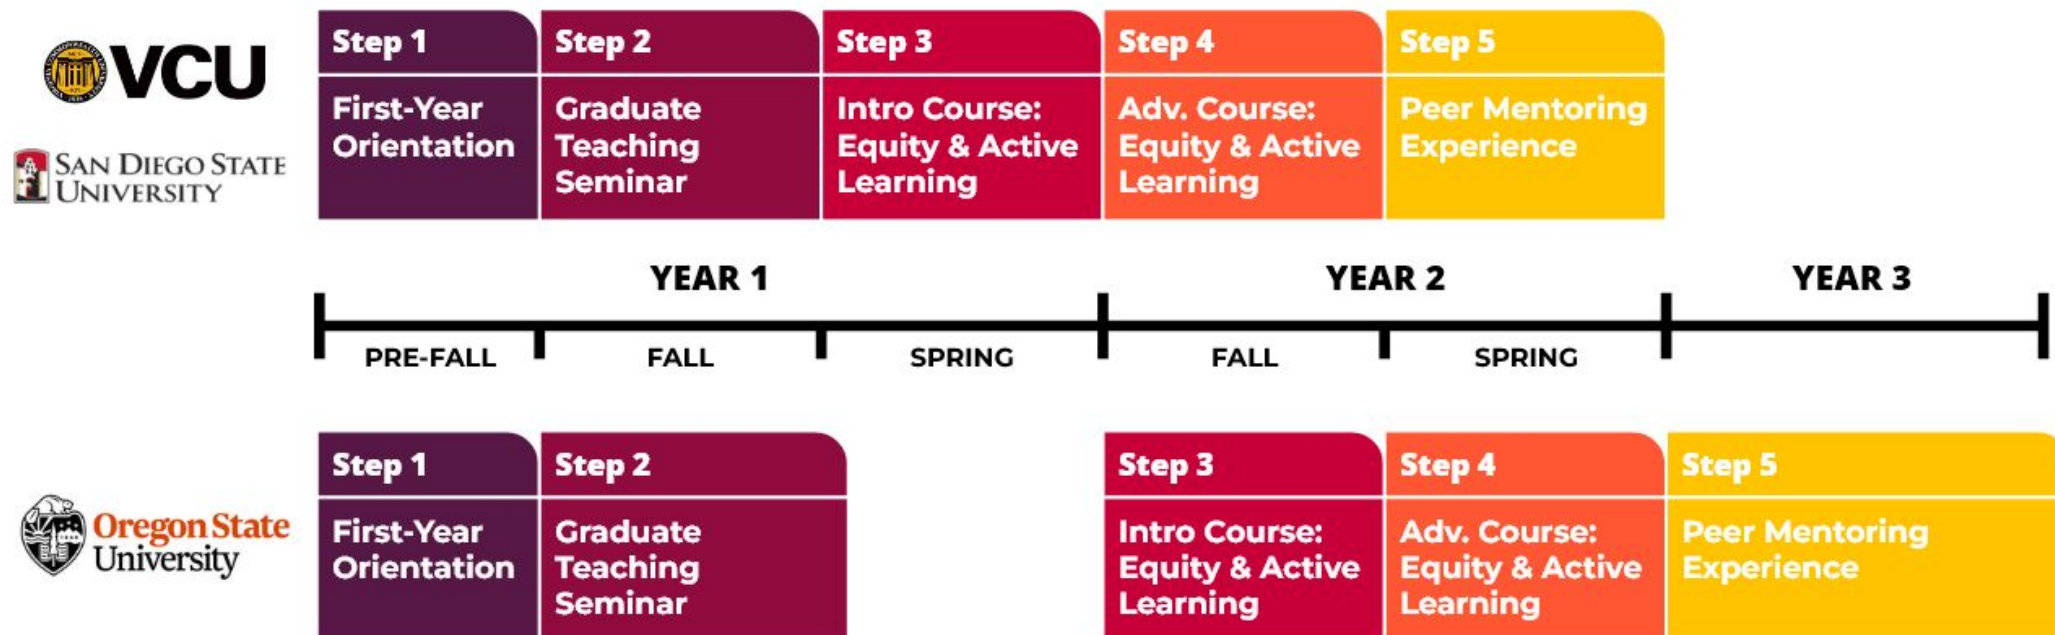 VCU
SAN DIEGO STATE
UNIVERSITY
Step 1
First-Year
Orientation
Step 2
Graduate
Teaching
Seminar
Step 3
Intro Course:
Equity & Active
Learning
Step 4
Adv. Course:
Equity & Active
Learning
Step 5
Peer Mentoring
Experience
YEAR 1
YEAR 2
YEAR 3
PRE-FALL
FALL
SPRING
FALL
SPRING
Oregon State
University
Step 1
First-Year
Orientation
Step 2
Graduate
Teaching
Seminar
Step 3
Intro Course:
Equity & Active
Learning
Step 4
Adv. Course:
Equity & Active
Learning
Step 5
Peer Mentoring
Experience